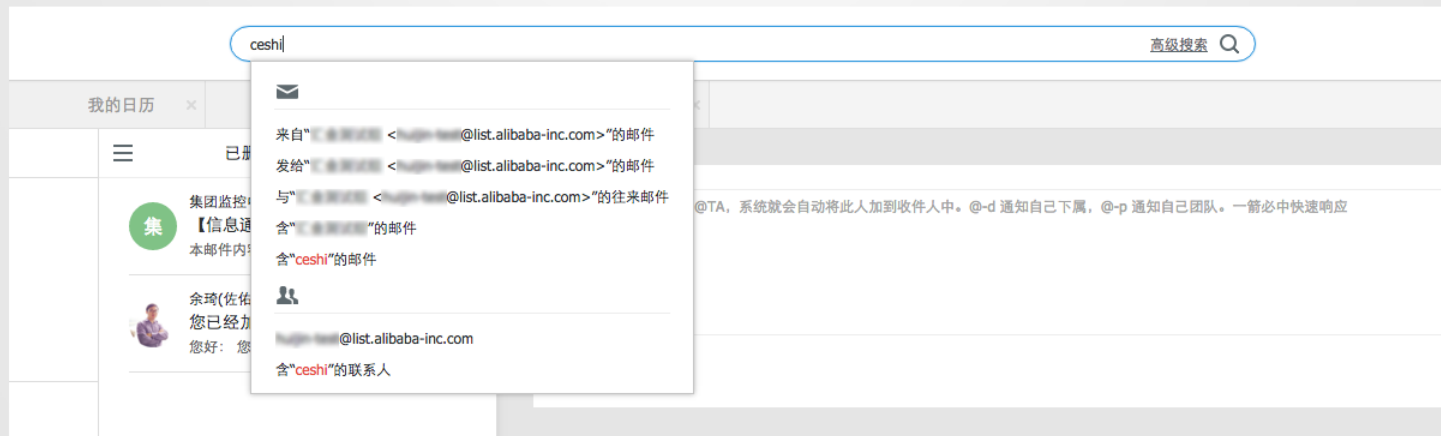 ceshi
高级搜索
我的日历 ×
×
来自“ < @list.alibaba-inc.com>”的邮件
发给“ < @list.alibaba-inc.com>”的邮件
与“ < @list.alibaba-inc.com>”的往来邮件
含“ ”的邮件
含“ceshi”的邮件
@list.alibaba-inc.com
含“ceshi”的联系人
已删
集
集团监控
【信息通
本邮件内容
余琦(佐佑
您已经加
您好： 您
@TA，系统就会自动将此人加到收件人中。@-d 通知自己下属，@-p 通知自己团队。一箭必中快速响应